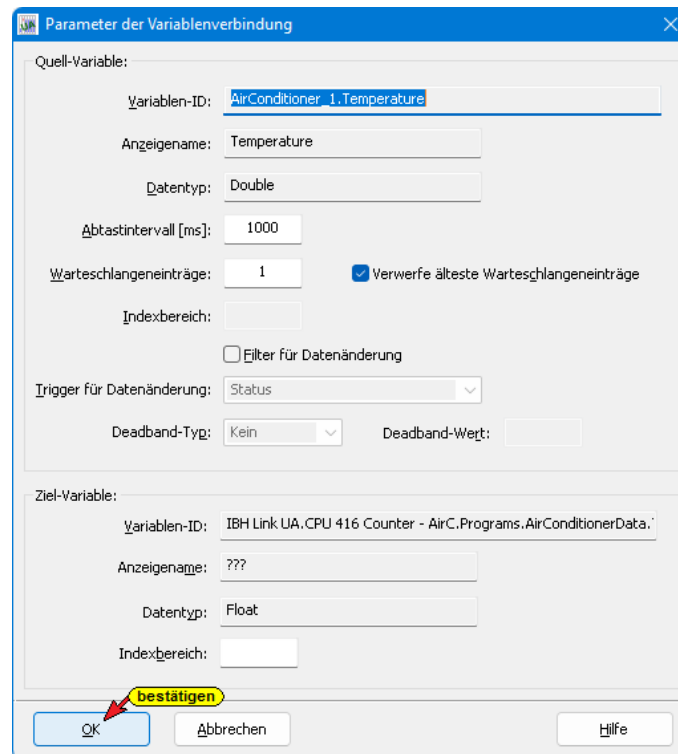 Parameter der Variablenverbindung
Quell-Variable:
Variablen-ID: AirConditioner_1.Temperature
Anzeigename: Temperature
Datentyp: Double
Abtastintervall [ms]: 1000
Warteschlangeneinträge: 1 Verwerfe älteste Warteschlangeneinträge
Indexbereich:
Filter für Datenänderung
Trigger für Datenänderung: Status
Deadband-Typ: Kein Deadband-Wert:
Ziel-Variable:
Variablen-ID: IBH Link UA.CPU 416 Counter - AirC.Programs.AirConditionerData.
Anzeigename: ???
Datentyp: Float
Indexbereich:
bestätigen
OK Abbrechen Hilfe